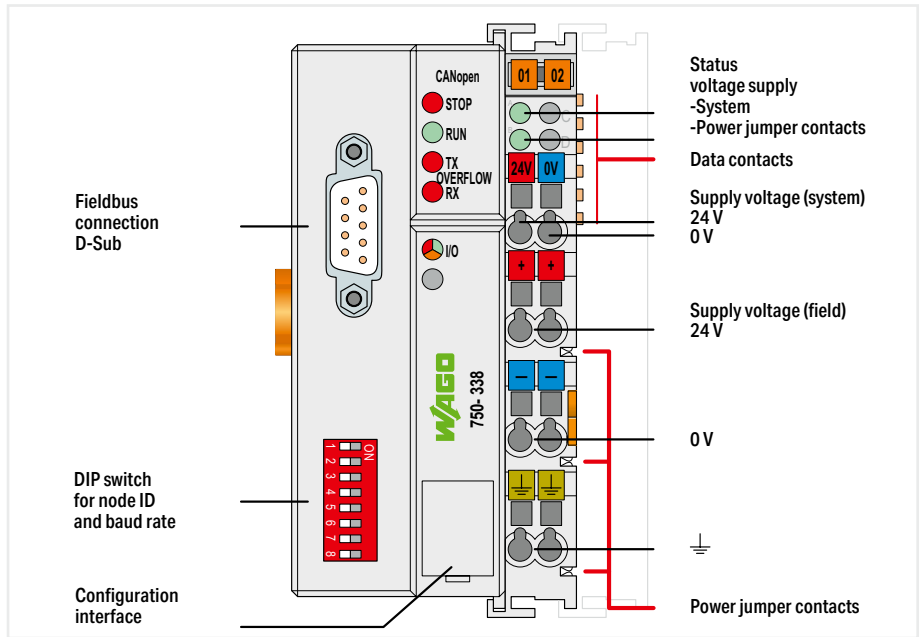 Fieldbus
connection
D-Sub
DIP switch
for node ID
and baud rate
Configuration
interface
CANopen
STOP
RUN
TX
OVERFLOW
RX
I/O
WAGO
750- 338
ON
1
2
3
4
5
6
7
8
01 02
A
C
B
D
24V 0V
+ +
— —
Status
voltage supply
-System
-Power jumper contacts
Data contacts
Supply voltage (system)
24 V
0 V
Supply voltage (field)
24 V
0 V
Power jumper contacts